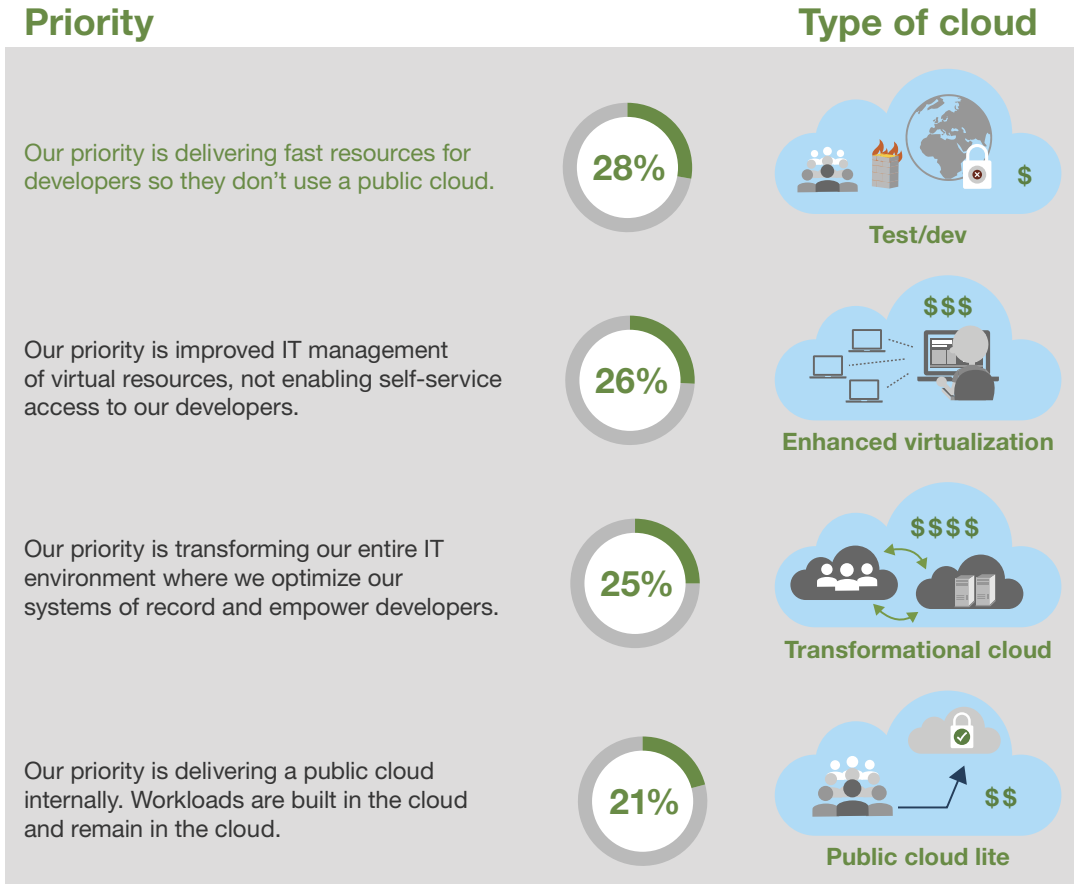 Priority
Type of cloud
Our priority is delivering fast resources for
developers so they don’t use a public cloud.
28%
$
Test/dev
Our priority is improved IT management
of virtual resources, not enabling self-service
access to our developers.
26%
$$$
Enhanced virtualization
Our priority is transforming our entire IT
environment where we optimize our
systems of record and empower developers.
25%
$$$$
Transformational cloud
Our priority is delivering a public cloud
internally. Workloads are built in the cloud
and remain in the cloud.
21%
$$
Public cloud lite